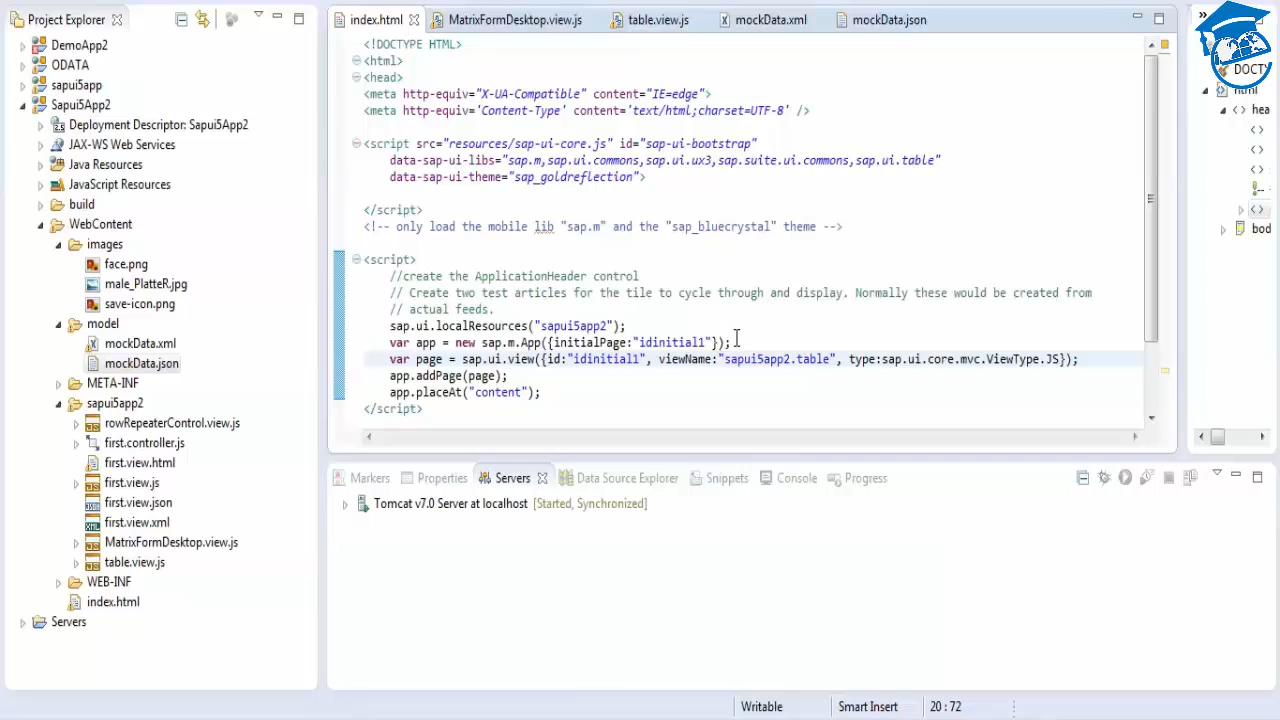 Project Explorer
DemoApp2
ODATA
sapui5app
Sapui5App2
Deployment Descriptor: Sapui5App2
JAX-WS Web Services
Java Resources
JavaScript Resources
build
WebContent
images
face.png
male_PlatteR.jpg
save-icon.png
model
mockData.xml
mockData.json
META-INF
sapui5app2
rowRepeaterControl.view.js
first.controller.js
first.view.html
first.view.js
first.view.json
first.view.xml
MatrixFormDesktop.view.js
table.view.js
WEB-INF
index.html
Servers
index.html
MatrixFormDesktop.view.js
table.view.js
mockData.xml
mockData.json
<!DOCTYPE HTML>
<html>
<head>
<meta http-equiv="X-UA-Compatible" content="IE=edge">
<meta http-equiv='Content-Type' content='text/html;charset=UTF-8' />
<script src="resources/sap-ui-core.js" id="sap-ui-bootstrap"
data-sap-ui-libs="sap.m,sap.ui.commons,sap.ui.ux3,sap.suite.ui.commons,sap.ui.table"
data-sap-ui-theme="sap_goldreflection">
</script>
<!-- only load the mobile lib "sap.m" and the "sap_bluecrystal" theme -->
<script>
//create the ApplicationHeader control
// Create two test articles for the tile to cycle through and display. Normally these would be created from
// actual feeds.
sap.ui.localResources("sapui5app2");
var app = new sap.m.App({initialPage:"idinitial1"});
var page = sap.ui.view({id:"idinitial1", viewName:"sapui5app2.table", type:sap.ui.core.mvc.ViewType.JS});
app.addPage(page);
app.placeAt("content");
</script>
DOCTY
html
hea
bod
Markers
Properties
Servers
Data Source Explorer
Snippets
Console
Progress
Tomcat v7.0 Server at localhost [Started, Synchronized]
Writable
Smart Insert
20 : 72